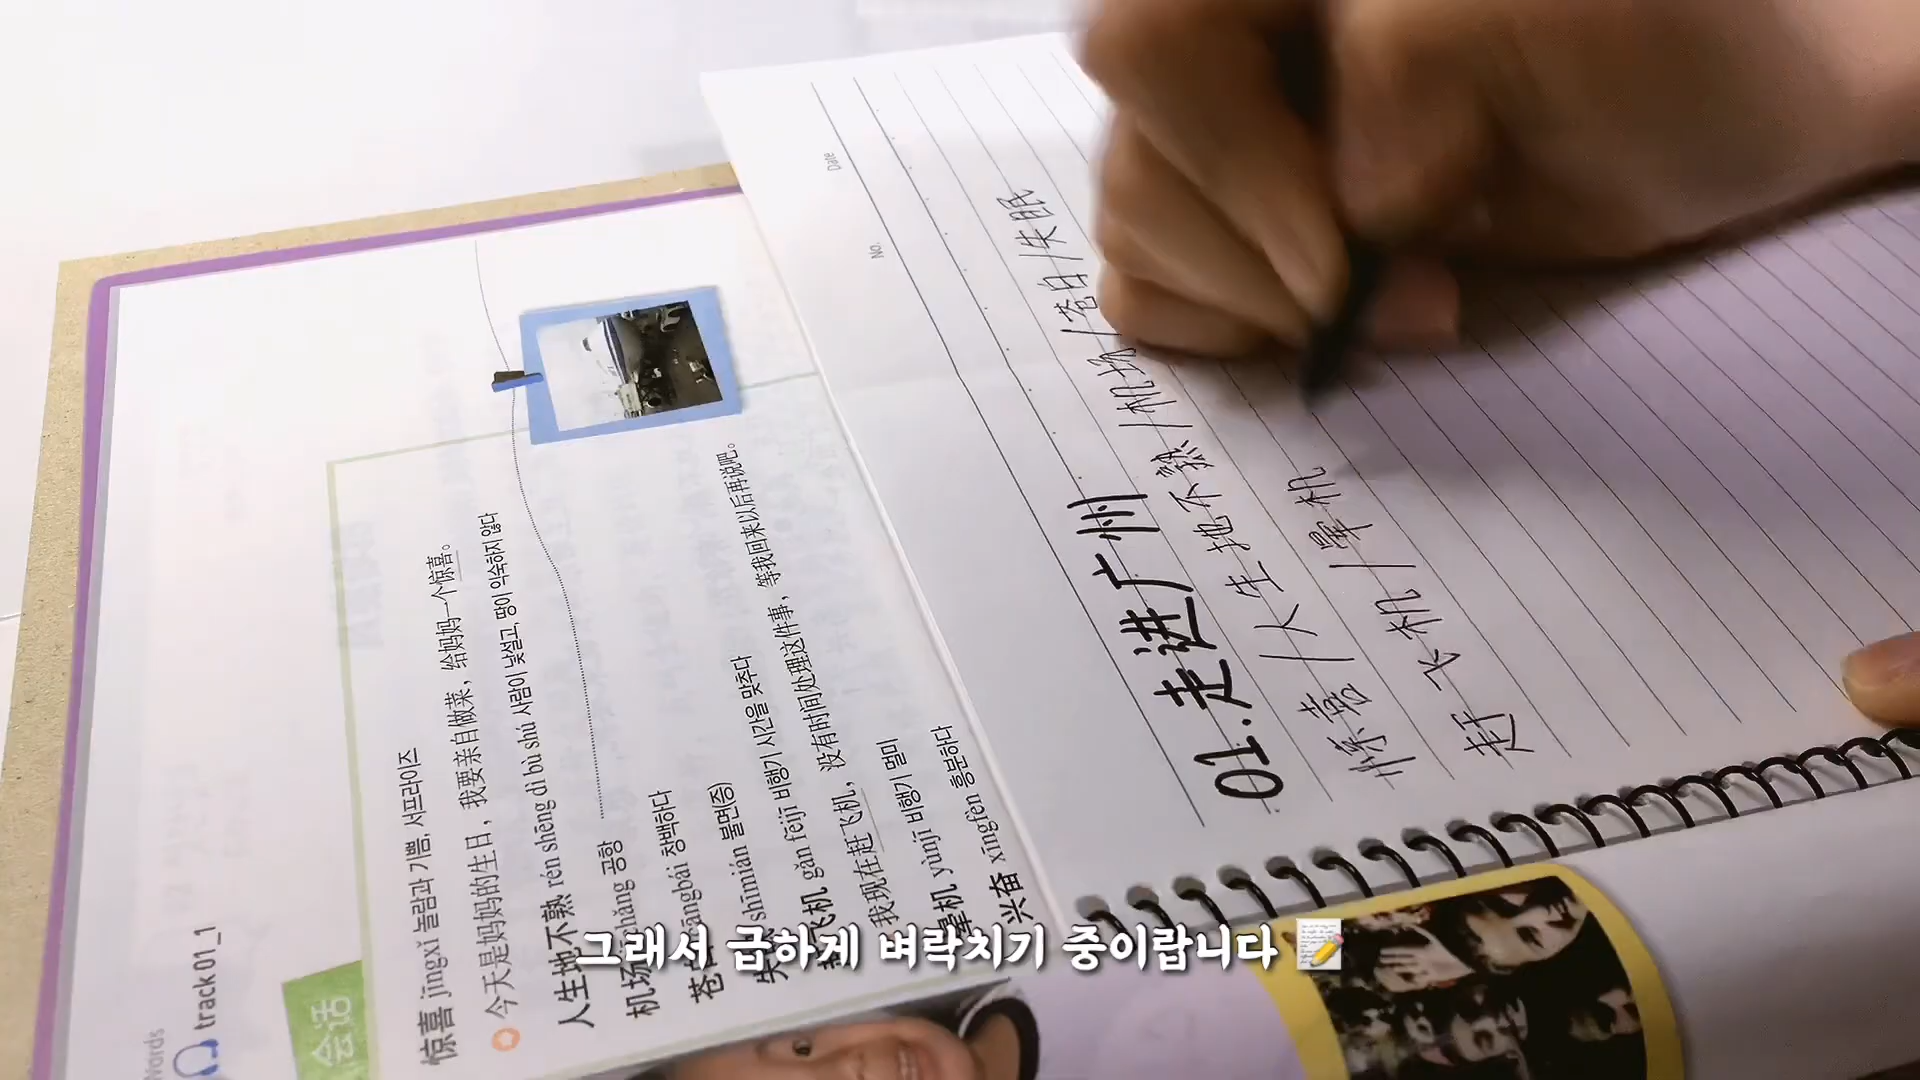 Words
track 01_1
会话
惊喜 jīngxǐ 놀람과 기쁨, 서프라이즈
今天是妈妈的生日，我要亲自做菜，给妈妈一个惊喜。
人生地不熟 rén shēng dì bù shú 사람이 낯설고, 땅이 익숙하지 않다
机场 chǎng 공항
苍白 cāngbái 창백하다
失眠 shīmián 불면(증)
赶飞机 gǎn fēijī 비행기 시간을 맞추다
我现在赶飞机，没有时间处理这件事，等我回来以后再说吧。
晕机 yùnjī 비행기 멀미
兴奋 xīngfèn 흥분하다
Date
No.
01.走进广州
惊喜/人生地不熟/机场/苍白/失眠
赶飞机/晕机
그래서 급하게 벼락치기 중이랍니다